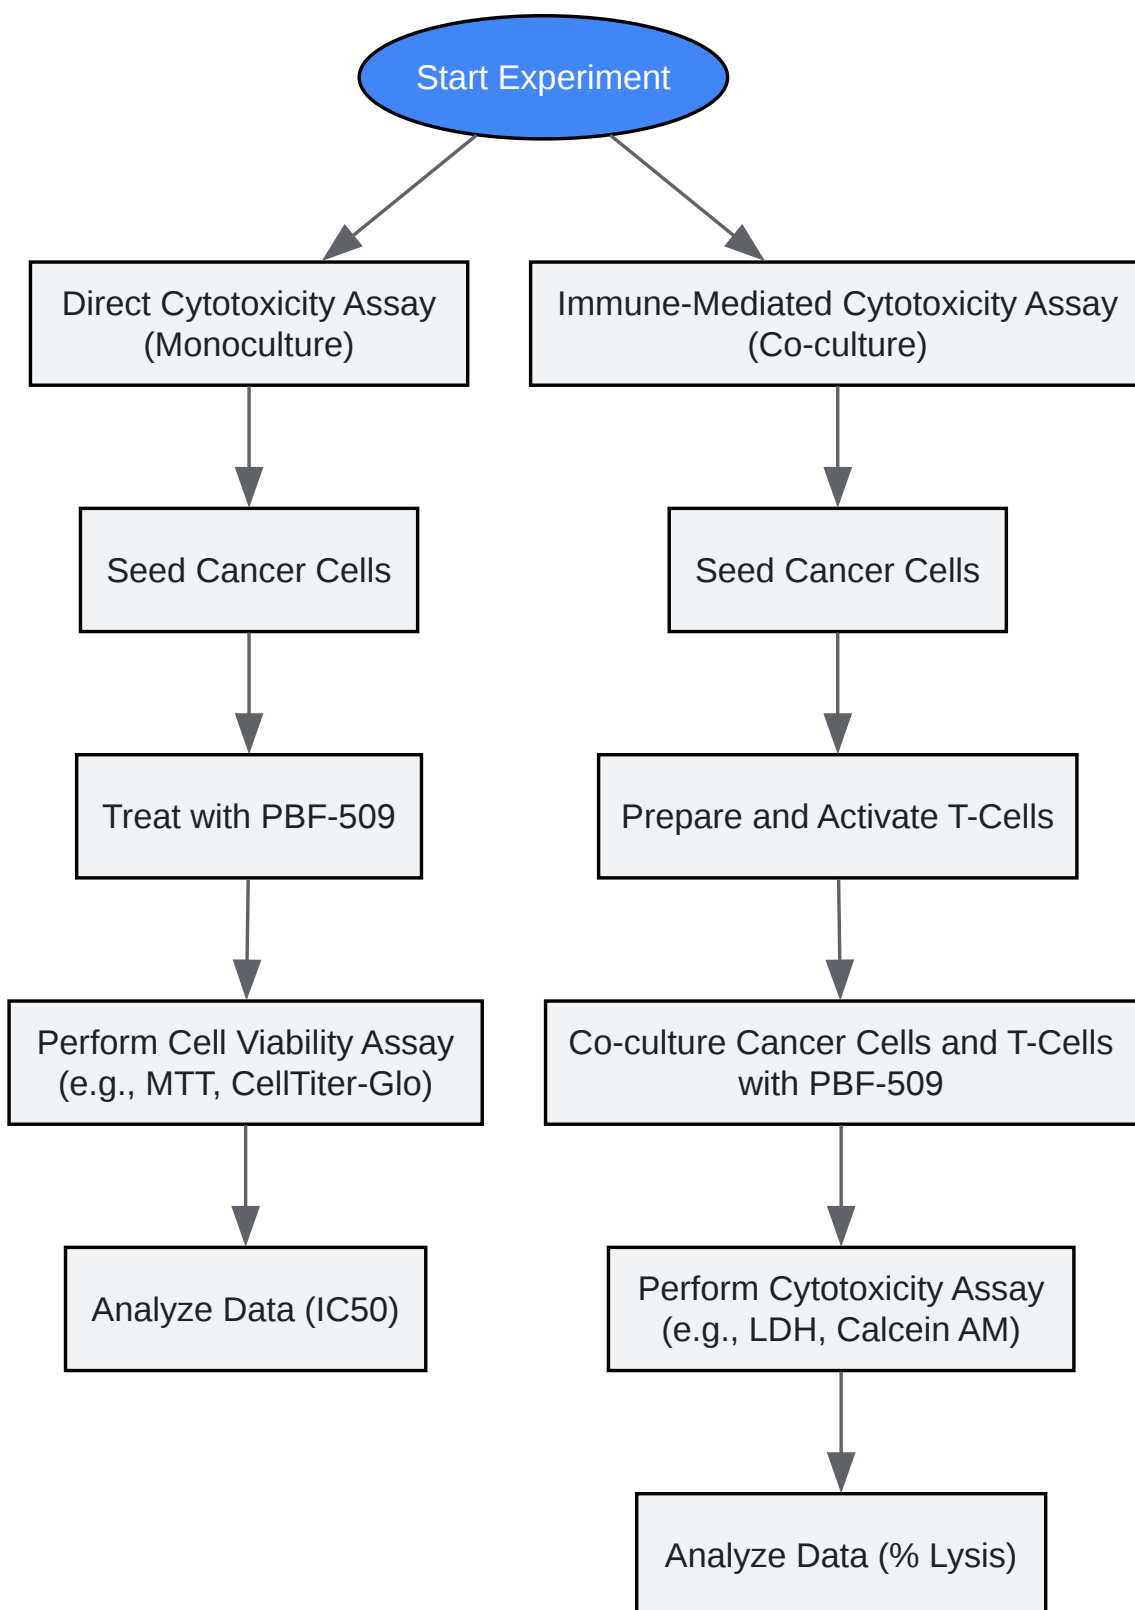 Start Experiment
Direct Cytotoxicity Assay
(Monoculture)
Seed Cancer Cells
Treat with PBF-509
Perform Cell Viability Assay
(e.g., MTT, CellTiter-Glo)
Analyze Data (IC50)
Immune-Mediated Cytotoxicity Assay
(Co-culture)
Seed Cancer Cells
Prepare and Activate T-Cells
Co-culture Cancer Cells and T-Cells
with PBF-509
Perform Cytotoxicity Assay
(e.g., LDH, Calcein AM)
Analyze Data (% Lysis)